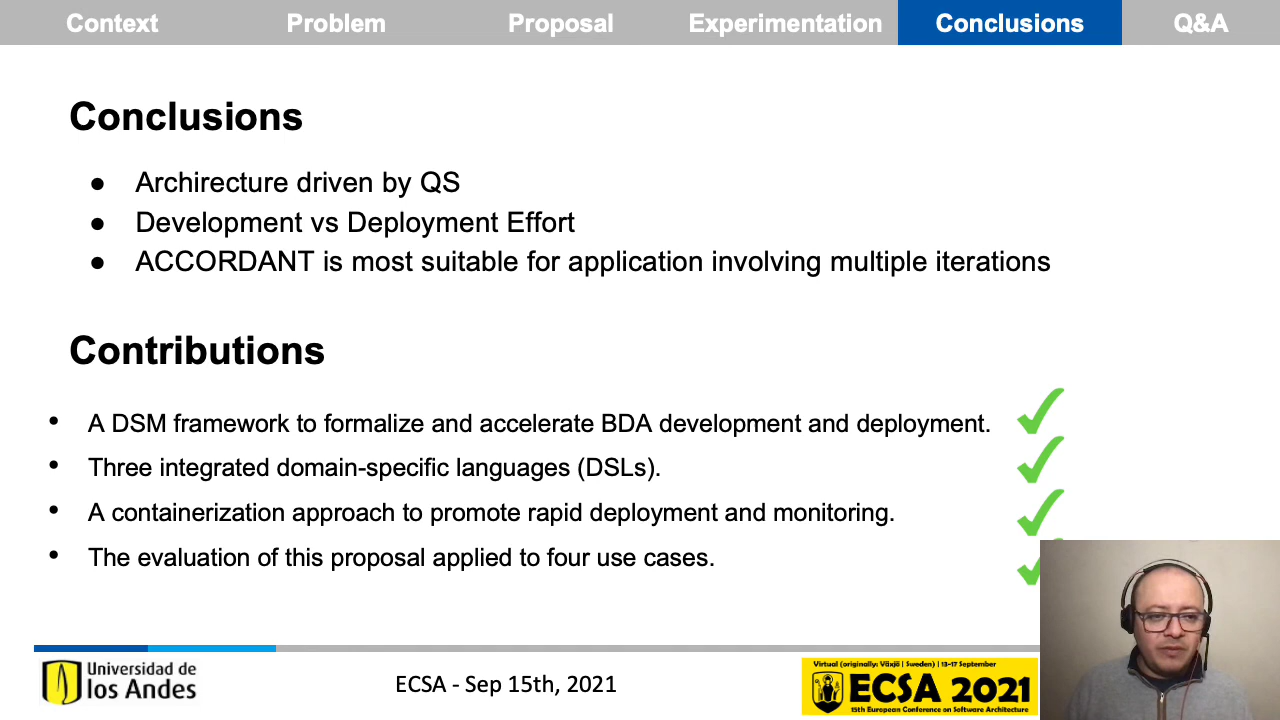 Context Problem Proposal Experimentation Conclusions Q&A
Conclusions
● Archirecture driven by QS
● Development vs Deployment Effort
● ACCORDANT is most suitable for application involving multiple iterations
Contributions
• A DSM framework to formalize and accelerate BDA development and deployment.
• Three integrated domain-specific languages (DSLs).
• A containerization approach to promote rapid deployment and monitoring.
• The evaluation of this proposal applied to four use cases.
Universidad de
los Andes
ECSA - Sep 15th, 2021
Virtual (originally: Växjö | Sweden) | 13-17 September
ECSA 2021
15th European Conference on Software Architecture